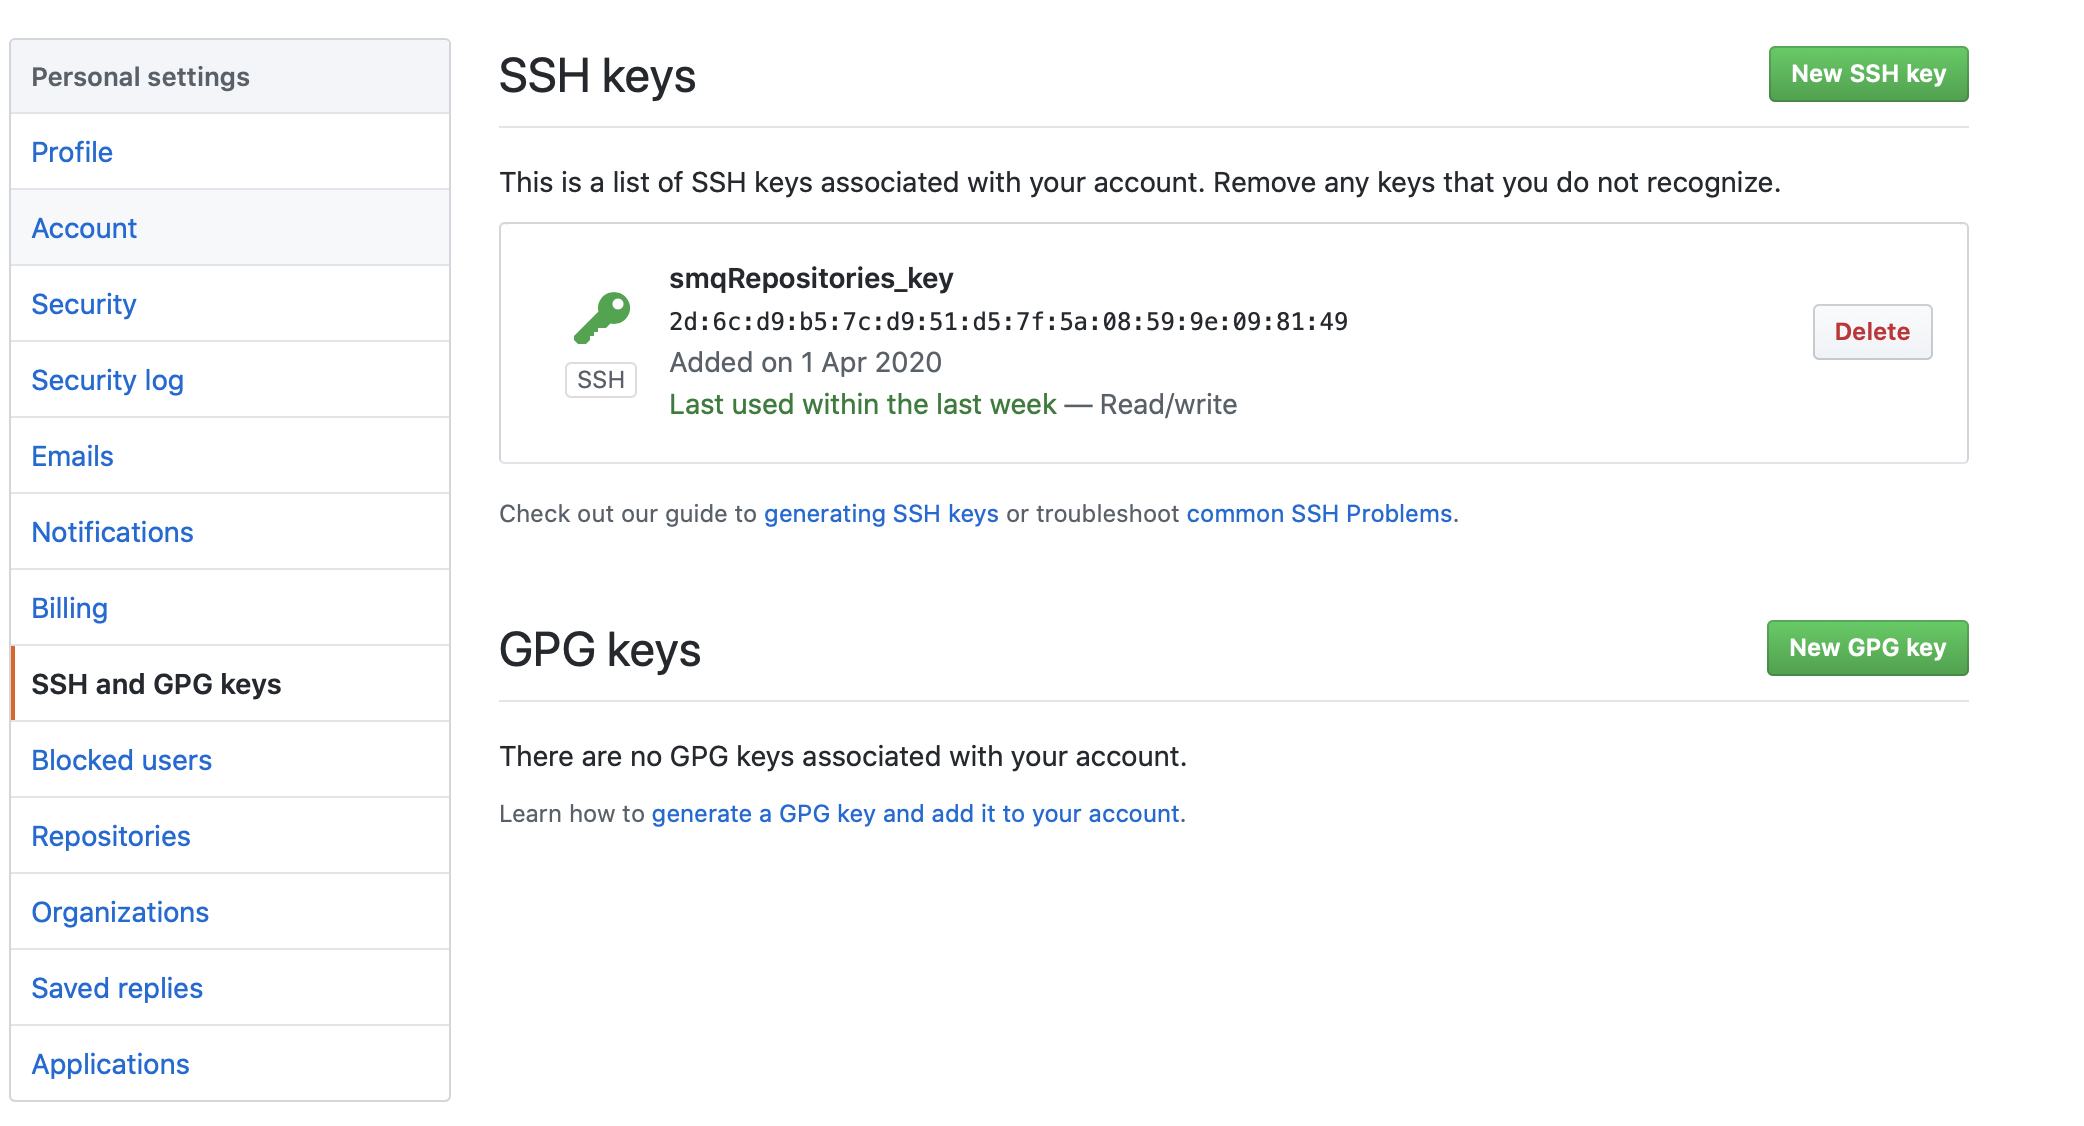 Personal settings
Profile
Account
Security
Security log
Emails
Notifications
Billing
SSH and GPG keys
Blocked users
Repositories
Organizations
Saved replies
Applications
SSH keys
New SSH key
This is a list of SSH keys associated with your account. Remove any keys that you do not recognize.
smqRepositories_key
2d:6c:d9:b5:7c:d9:51:d5:7f:5a:08:59:9e:09:81:49
Added on 1 Apr 2020
Last used within the last week — Read/write
SSH
Delete
Check out our guide to generating SSH keys or troubleshoot common SSH Problems.
GPG keys
New GPG key
There are no GPG keys associated with your account.
Learn how to generate a GPG key and add it to your account.